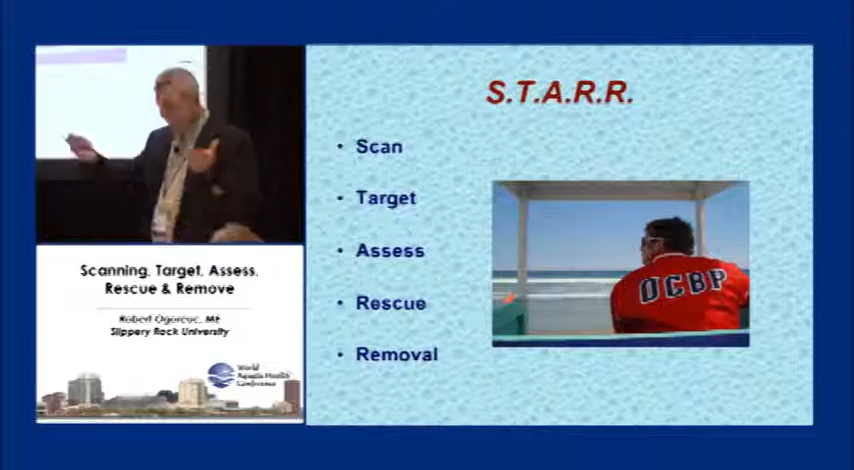 S.T.A.R.R.
• Scan
• Target
• Assess
• Rescue
• Removal
OCBP
Scanning, Target, Assess,
Rescue & Remove
Robert
Slippery Rock University
World
Aquatic Health
Conference